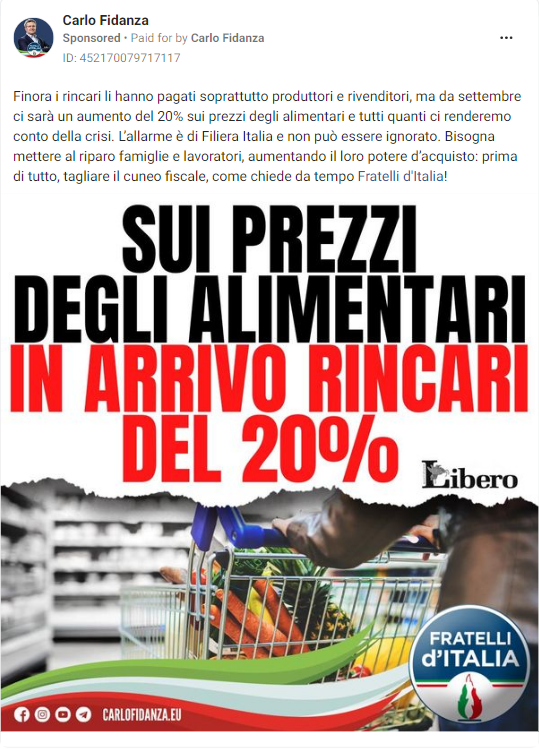 Carlo Fidanza
Sponsored • Paid for by Carlo Fidanza
ID: 452170079717117
Finora i rincari li hanno pagati soprattutto produttori e rivenditori, ma da settembre
ci sarà un aumento del 20% sui prezzi degli alimentari e tutti quanti ci renderemo
conto della crisi. L'allarme è di Filiera Italia e non può essere ignorato. Bisogna
mettere al riparo famiglie e lavoratori, aumentando il loro potere d'acquisto: prima
di tutto, tagliare il cuneo fiscale, come chiede da tempo Fratelli d'Italia!
SUI PREZZI
DEGLI ALIMENTARI
IN ARRIVO RINCARI
DEL 20%
Libero
FRATELLI
d'ITALIA
CARLOFIDANZA.EU